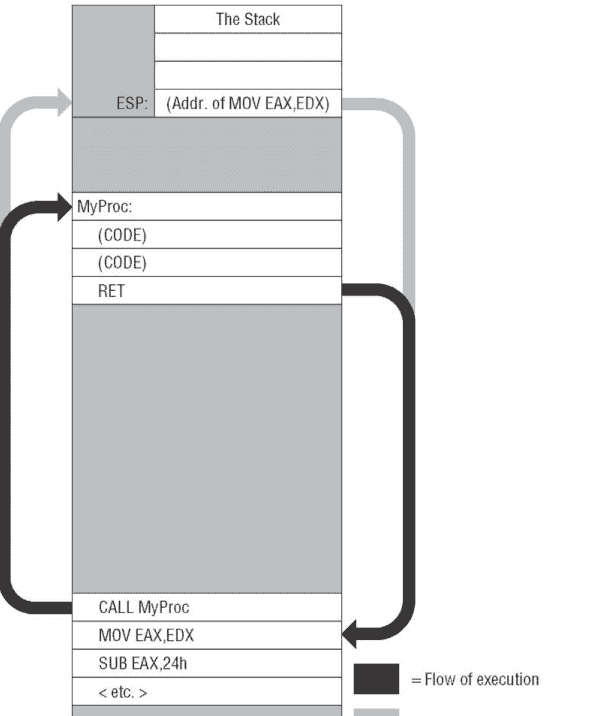 The Stack
ESP: (Addr. of MOV EAX,EDX)
MyProc:
(CODE)
(CODE)
RET
CALL MyProc
MOV EAX,EDX
SUB EAX,24h
< etc. >
= Flow of execution